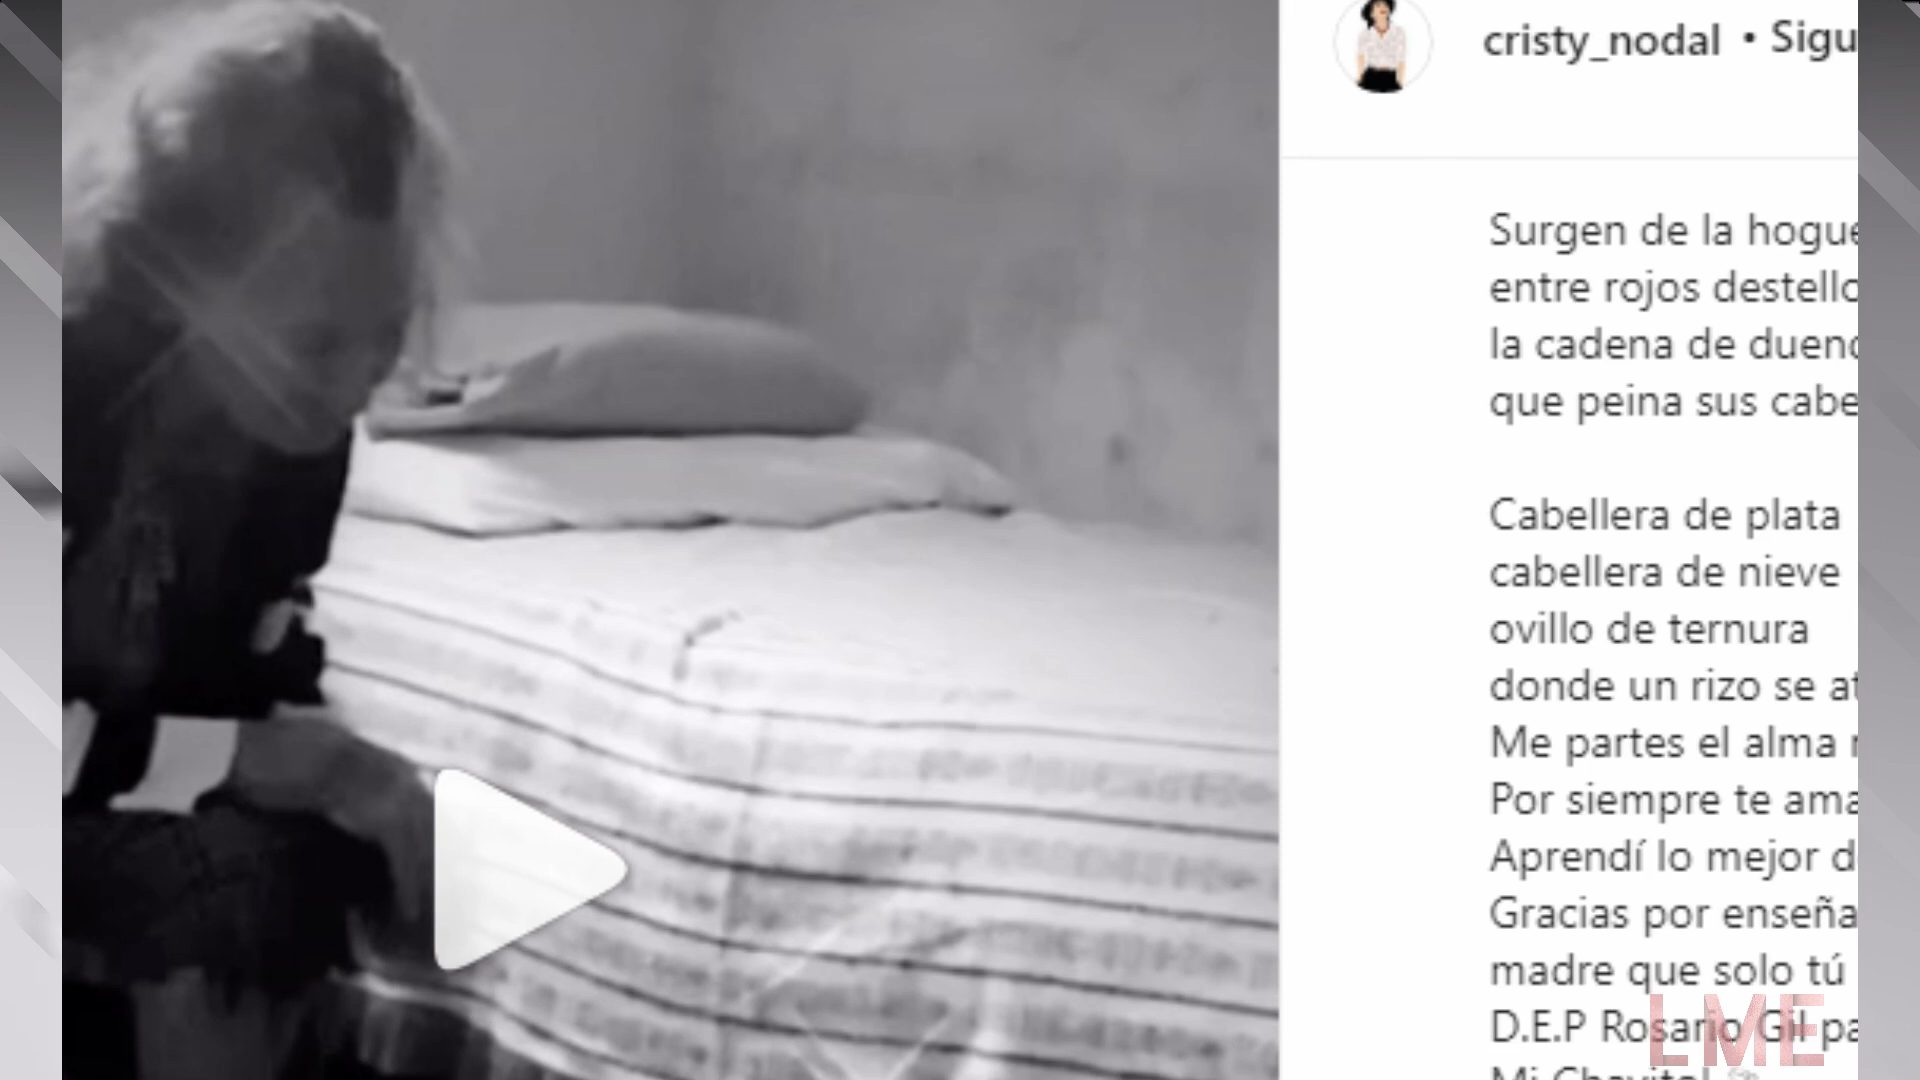 cristy_nodal • Sigu
Surgen de la hogue
entre rojos destello
la cadena de duend
que peina sus cabe
Cabellera de plata
cabellera de nieve
ovillo de ternura
donde un rizo se at
Me partes el alma
Por siempre te ama
Aprendí lo mejor d
Gracias por enseña
madre que solo tú
D.E.P Rosario Gil pa
Mi Chavito!
LME